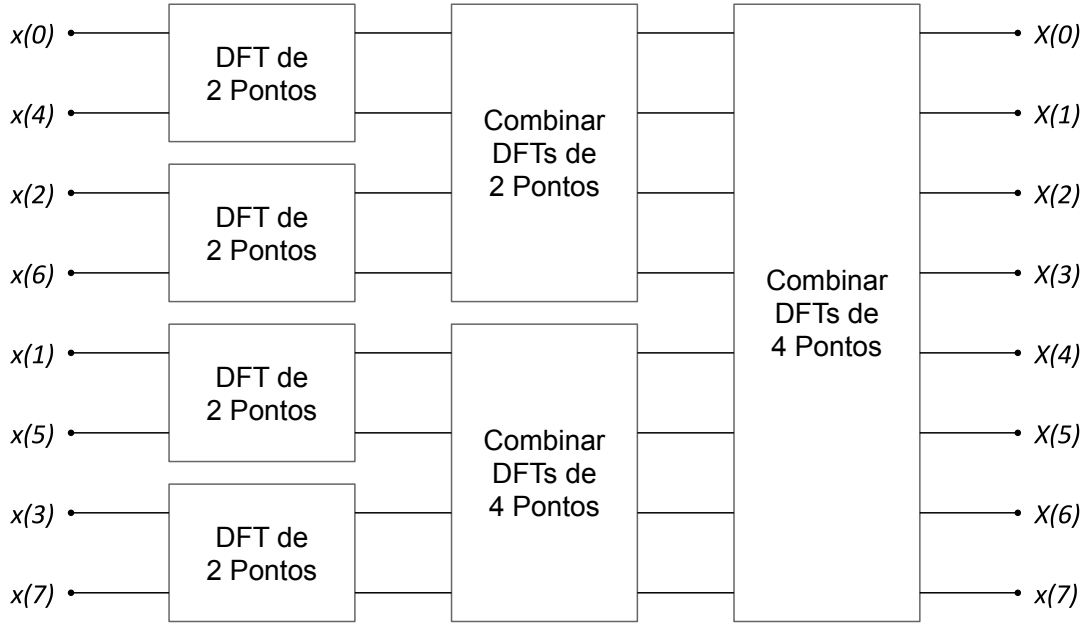 x(0)
x(4)
x(2)
x(6)
x(1)
x(5)
x(3)
x(7)
DFT de
2 Pontos
DFT de
2 Pontos
DFT de
2 Pontos
DFT de
2 Pontos
Combinar
DFTs de
2 Pontos
Combinar
DFTs de
4 Pontos
Combinar
DFTs de
4 Pontos
X(0)
X(1)
X(2)
X(3)
X(4)
X(5)
X(6)
x(7)